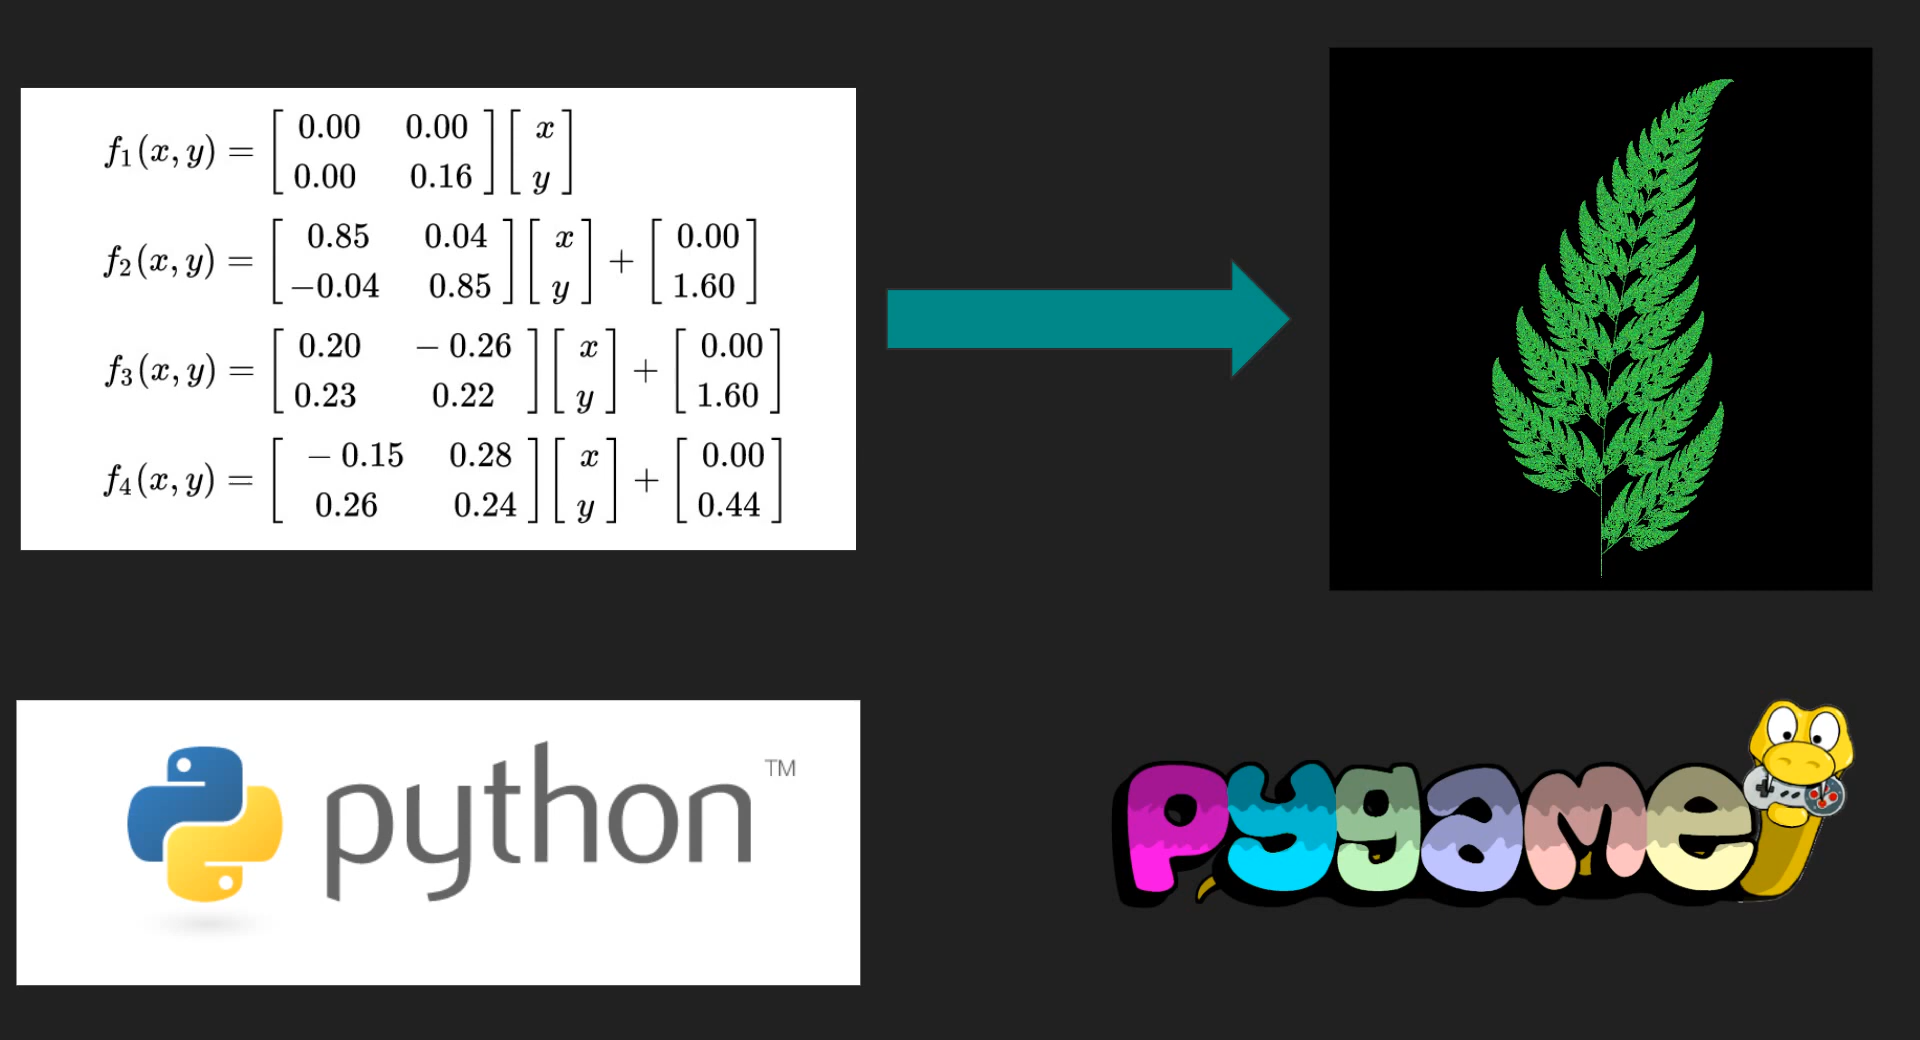 f₁(x, y) = [ 0.00 0.00 ; 0.00 0.16 ] [ x ; y ]
f₂(x, y) = [ 0.85 0.04 ; −0.04 0.85 ] [ x ; y ] + [ 0.00 ; 1.60 ]
f₃(x, y) = [ 0.20 − 0.26 ; 0.23 0.22 ] [ x ; y ] + [ 0.00 ; 1.60 ]
f₄(x, y) = [ − 0.15 0.28 ; 0.26 0.24 ] [ x ; y ] + [ 0.00 ; 0.44 ]
python™
pygame